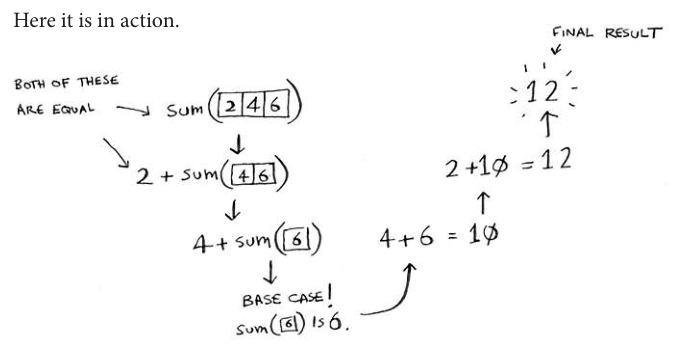 Here it is in action.
BOTH OF THESE
ARE EQUAL
sum([2|4|6])
2 + sum([4|6])
4 + sum([6])
BASE CASE!
sum([6]) IS 6.
4+6 = 10
2+10 = 12
12
FINAL RESULT